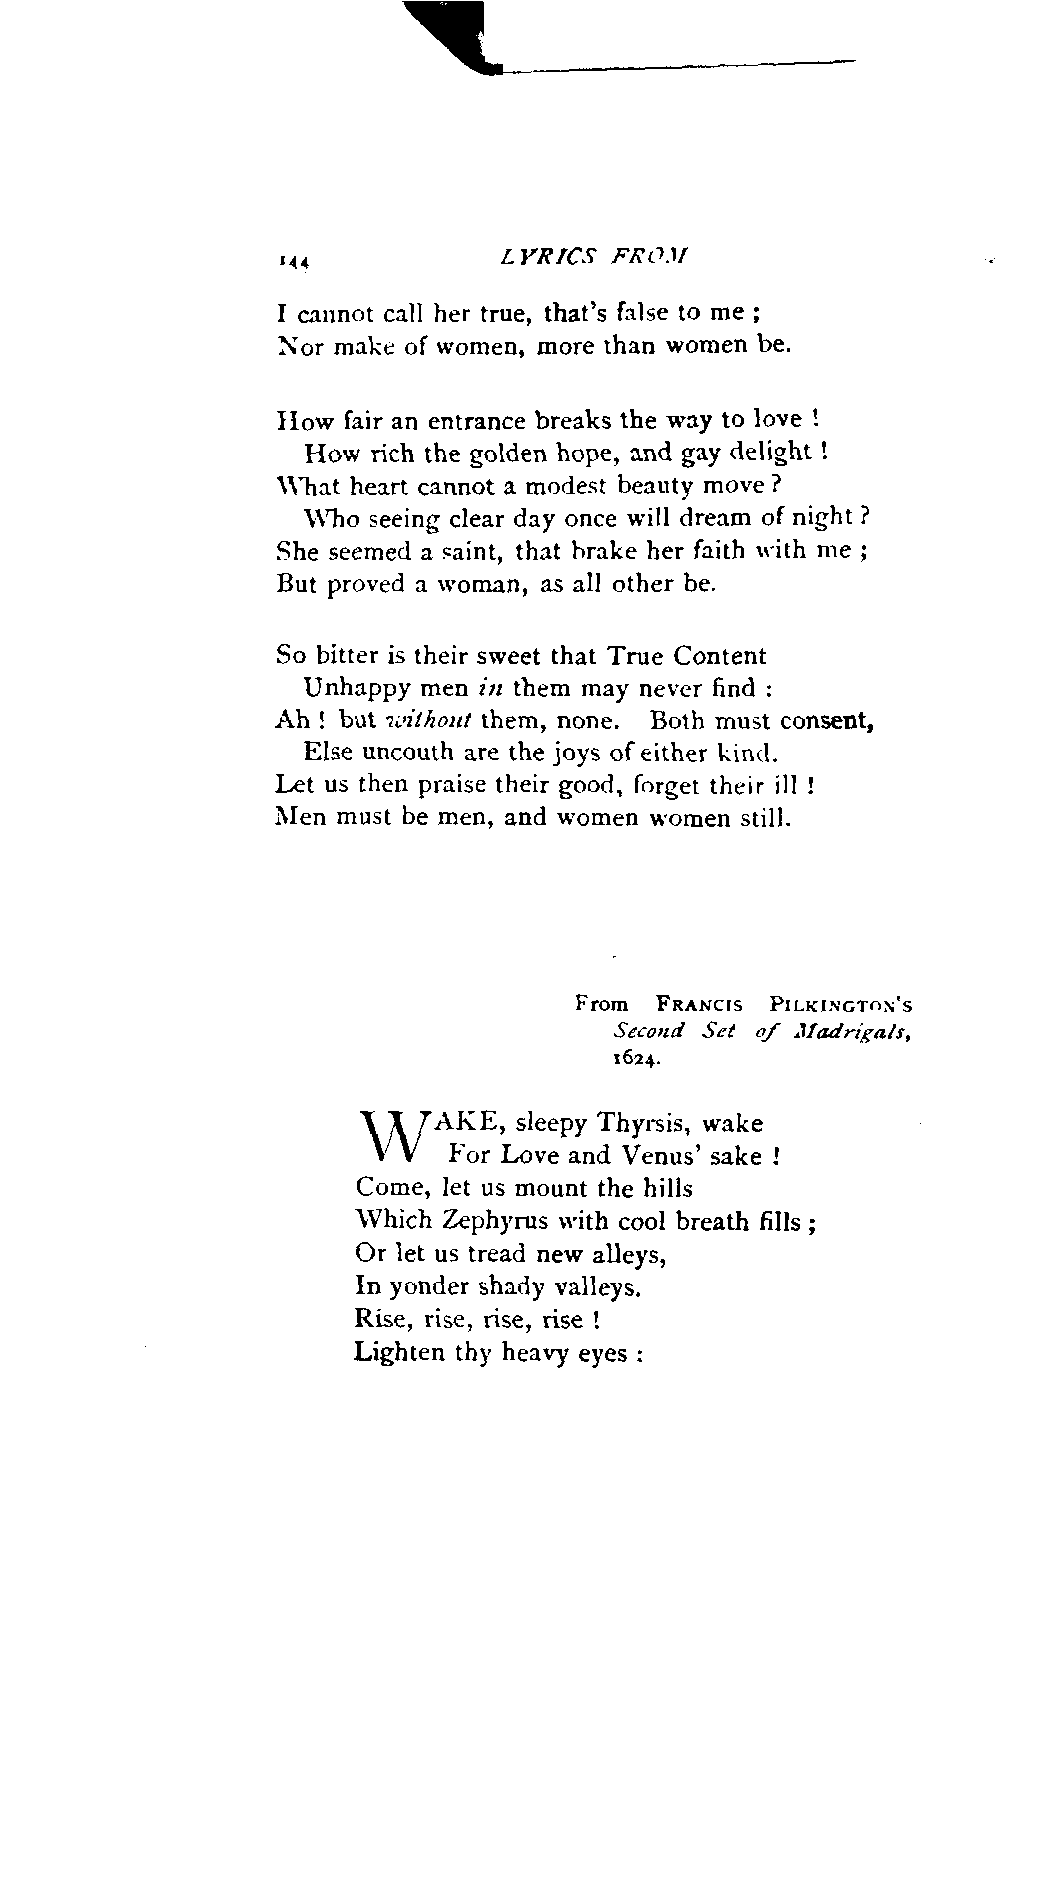 144 LYRICS FROM
I cannot call her true, that's false to me ;
Nor make of women, more than women be.
How fair an entrance breaks the way to love !
How rich the golden hope, and gay delight !
What heart cannot a modest beauty move ?
Who seeing clear day once will dream of night ?
She seemed a saint, that brake her faith with me ;
But proved a woman, as all other be.
So bitter is their sweet that True Content
Unhappy men in them may never find :
Ah ! but without them, none. Both must consent,
Else uncouth are the joys of either kind.
Let us then praise their good, forget their ill !
Men must be men, and women women still.
From FRANCIS PILKINGTON'S
Second Set of Madrigals,
1624.
WAKE, sleepy Thyrsis, wake
For Love and Venus' sake !
Come, let us mount the hills
Which Zephyrus with cool breath fills ;
Or let us tread new alleys,
In yonder shady valleys.
Rise, rise, rise, rise !
Lighten thy heavy eyes :